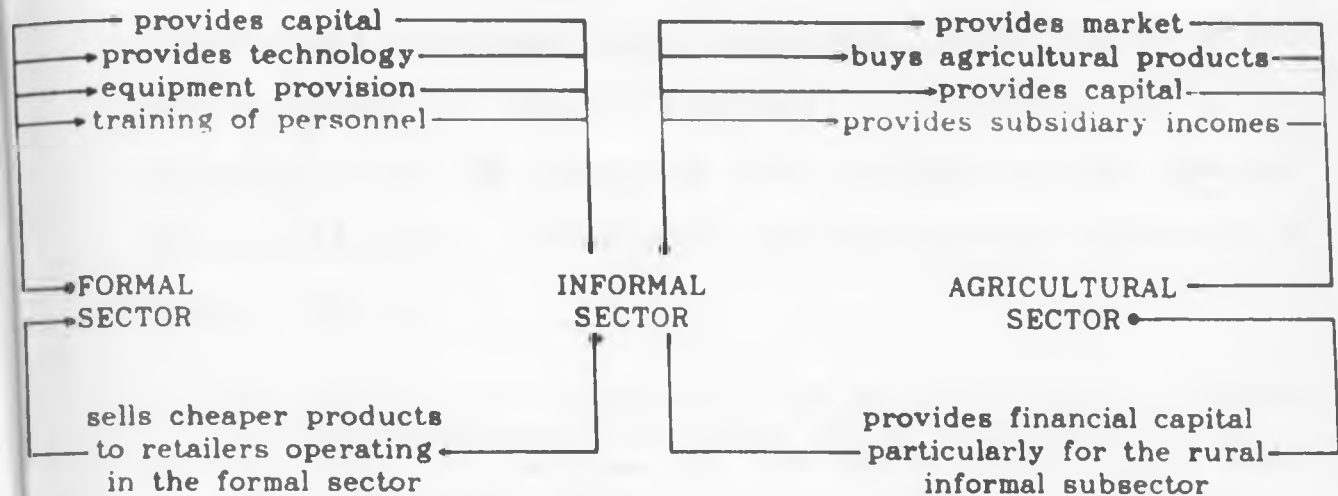 provides capital
provides technology
equipment provision
training of personnel
provides market
buys agricultural products
provides capital
provides subsidiary incomes
FORMAL
SECTOR
INFORMAL
SECTOR
AGRICULTURAL
SECTOR
sells cheaper products
to retailers operating
in the formal sector
provides financial capital
particularly for the rural
informal subsector